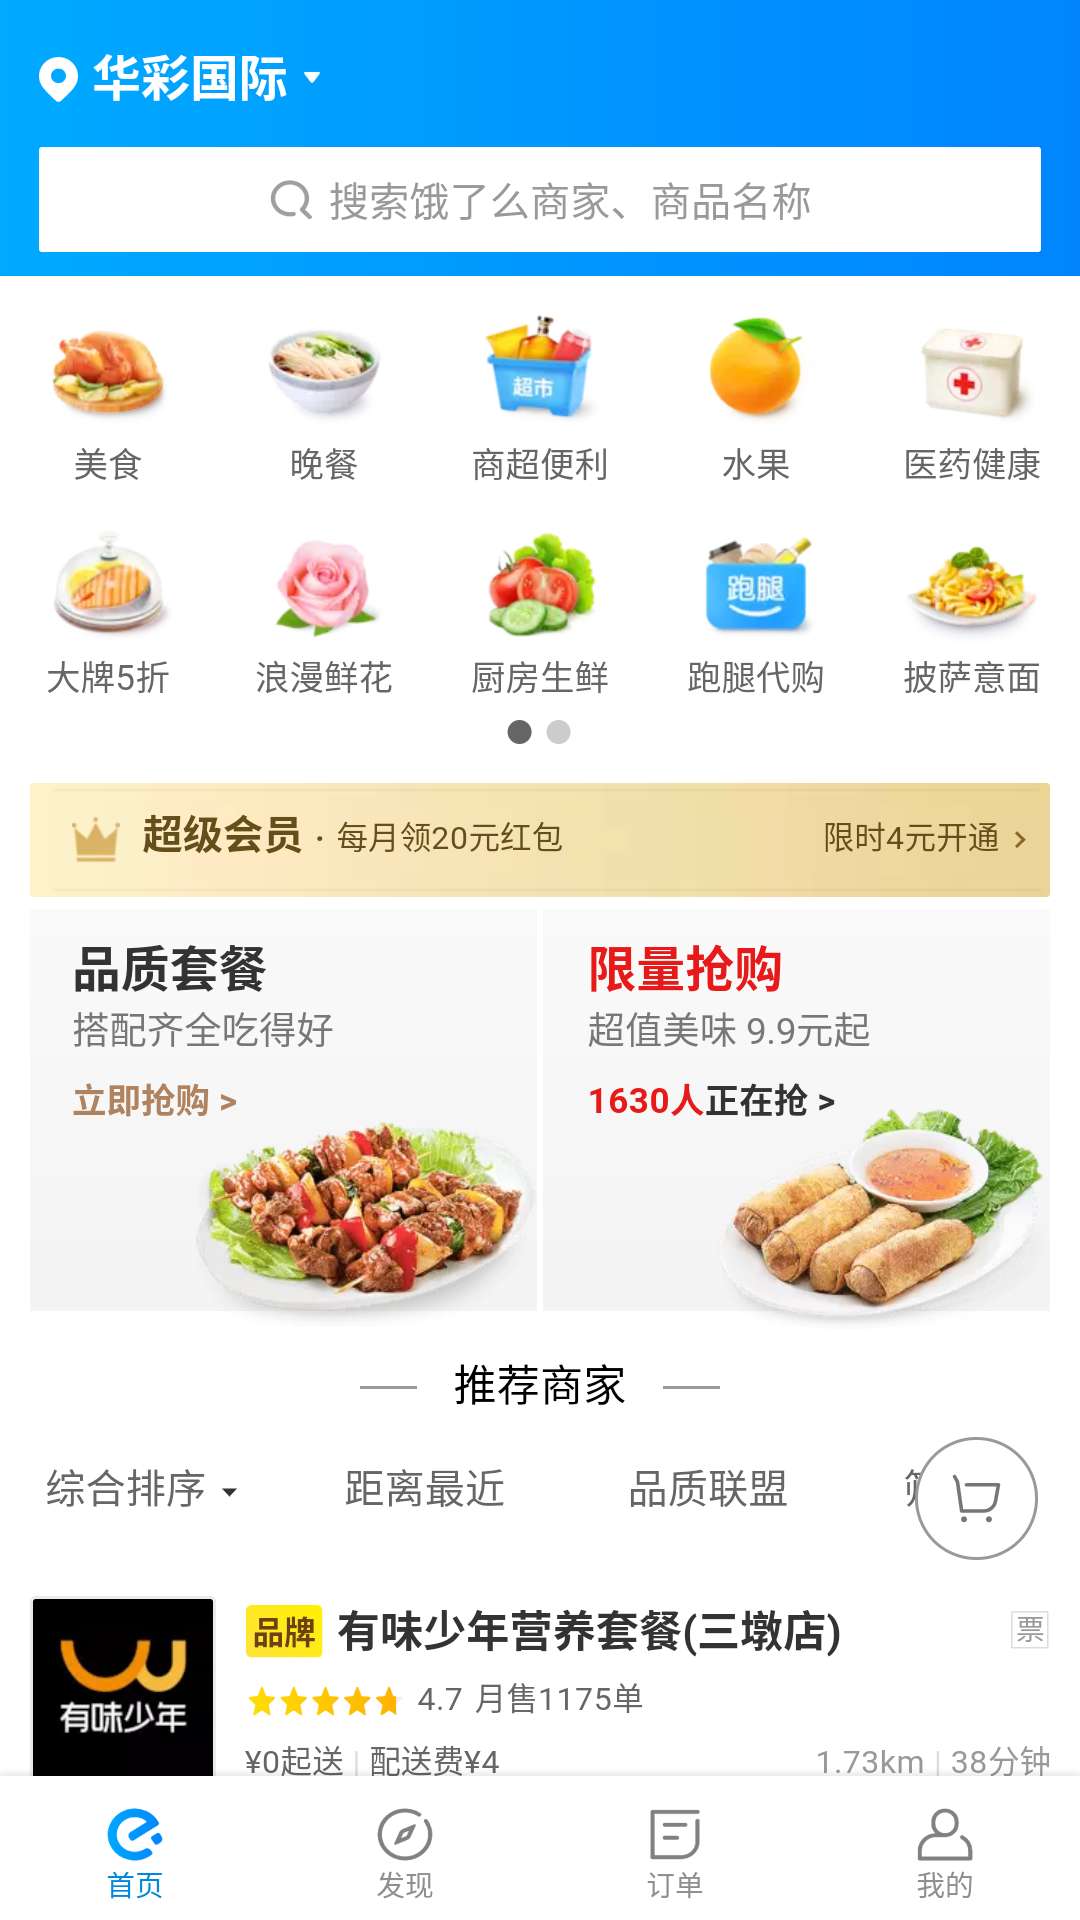 华彩国际
搜索饿了么商家、商品名称
超市
美食 晚餐 商超便利 水果 医药健康
跑腿
大牌5折 浪漫鲜花 厨房生鲜 跑腿代购 披萨意面
超级会员 · 每月领20元红包 限时4元开通 >
品质套餐 限量抢购
搭配齐全吃得好 超值美味 9.9元起
立即抢购 > 1630人正在抢 >
推荐商家
综合排序 距离最近 品质联盟
品牌 有味少年营养套餐(三墩店) 票
有味少年
4.7 月售1175单
¥0起送 | 配送费¥4 1.73km | 38分钟
首页 发现 订单 我的